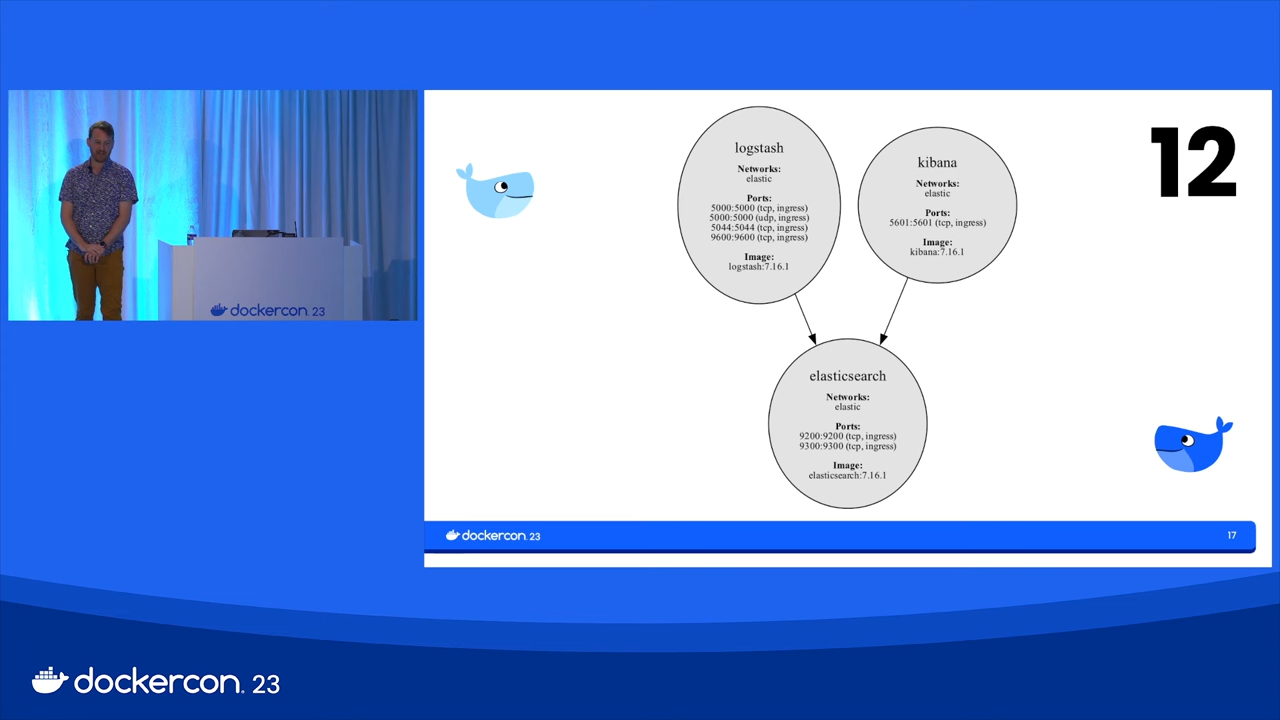 dockercon.23
logstash
Networks:
elastic
Ports:
5000:5000 (tcp, ingress)
5000:5000 (udp, ingress)
5044:5044 (tcp, ingress)
9600:9600 (tcp, ingress)
Image:
logstash:7.16.1
kibana
Networks:
elastic
Ports:
5601:5601 (tcp, ingress)
Image:
kibana:7.16.1
12
elasticsearch
Networks:
elastic
Ports:
9200:9200 (tcp, ingress)
9300:9300 (tcp, ingress)
Image:
elasticsearch:7.16.1
dockercon.23
17
dockercon.23